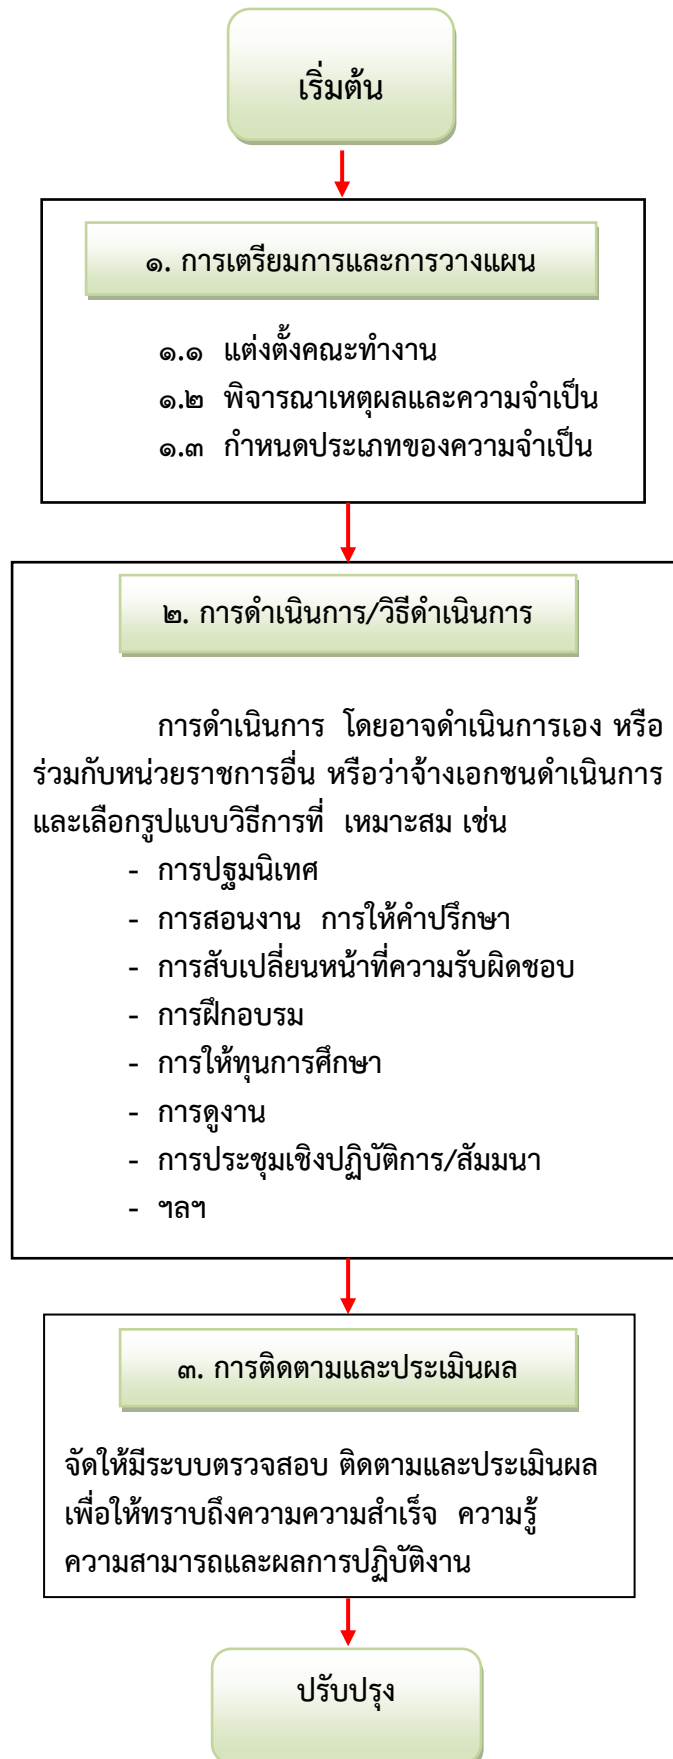 เริ่มต้น
๑. การเตรียมการและการวางแผน
๑.๑ แต่งตั้งคณะทำงาน
๑.๒ พิจารณาเหตุผลและความจำเป็น
๑.๓ กำหนดประเภทของความจำเป็น
๒. การดำเนินการ/วิธีดำเนินการ
การดำเนินการ โดยอาจดำเนินการเอง หรือ
ร่วมกับหน่วยราชการอื่น หรือว่าจ้างเอกชนดำเนินการ
และเลือกรูปแบบวิธีการที่ เหมาะสม เช่น
- การปฐมนิเทศ
- การสอนงาน การให้คำปรึกษา
- การสับเปลี่ยนหน้าที่ความรับผิดชอบ
- การฝึกอบรม
- การให้ทุนการศึกษา
- การดูงาน
- การประชุมเชิงปฏิบัติการ/สัมมนา
- ฯลฯ
๓. การติดตามและประเมินผล
จัดให้มีระบบตรวจสอบ ติดตามและประเมินผล
เพื่อให้ทราบถึงความความสำเร็จ ความรู้
ความสามารถและผลการปฏิบัติงาน
ปรับปรุง